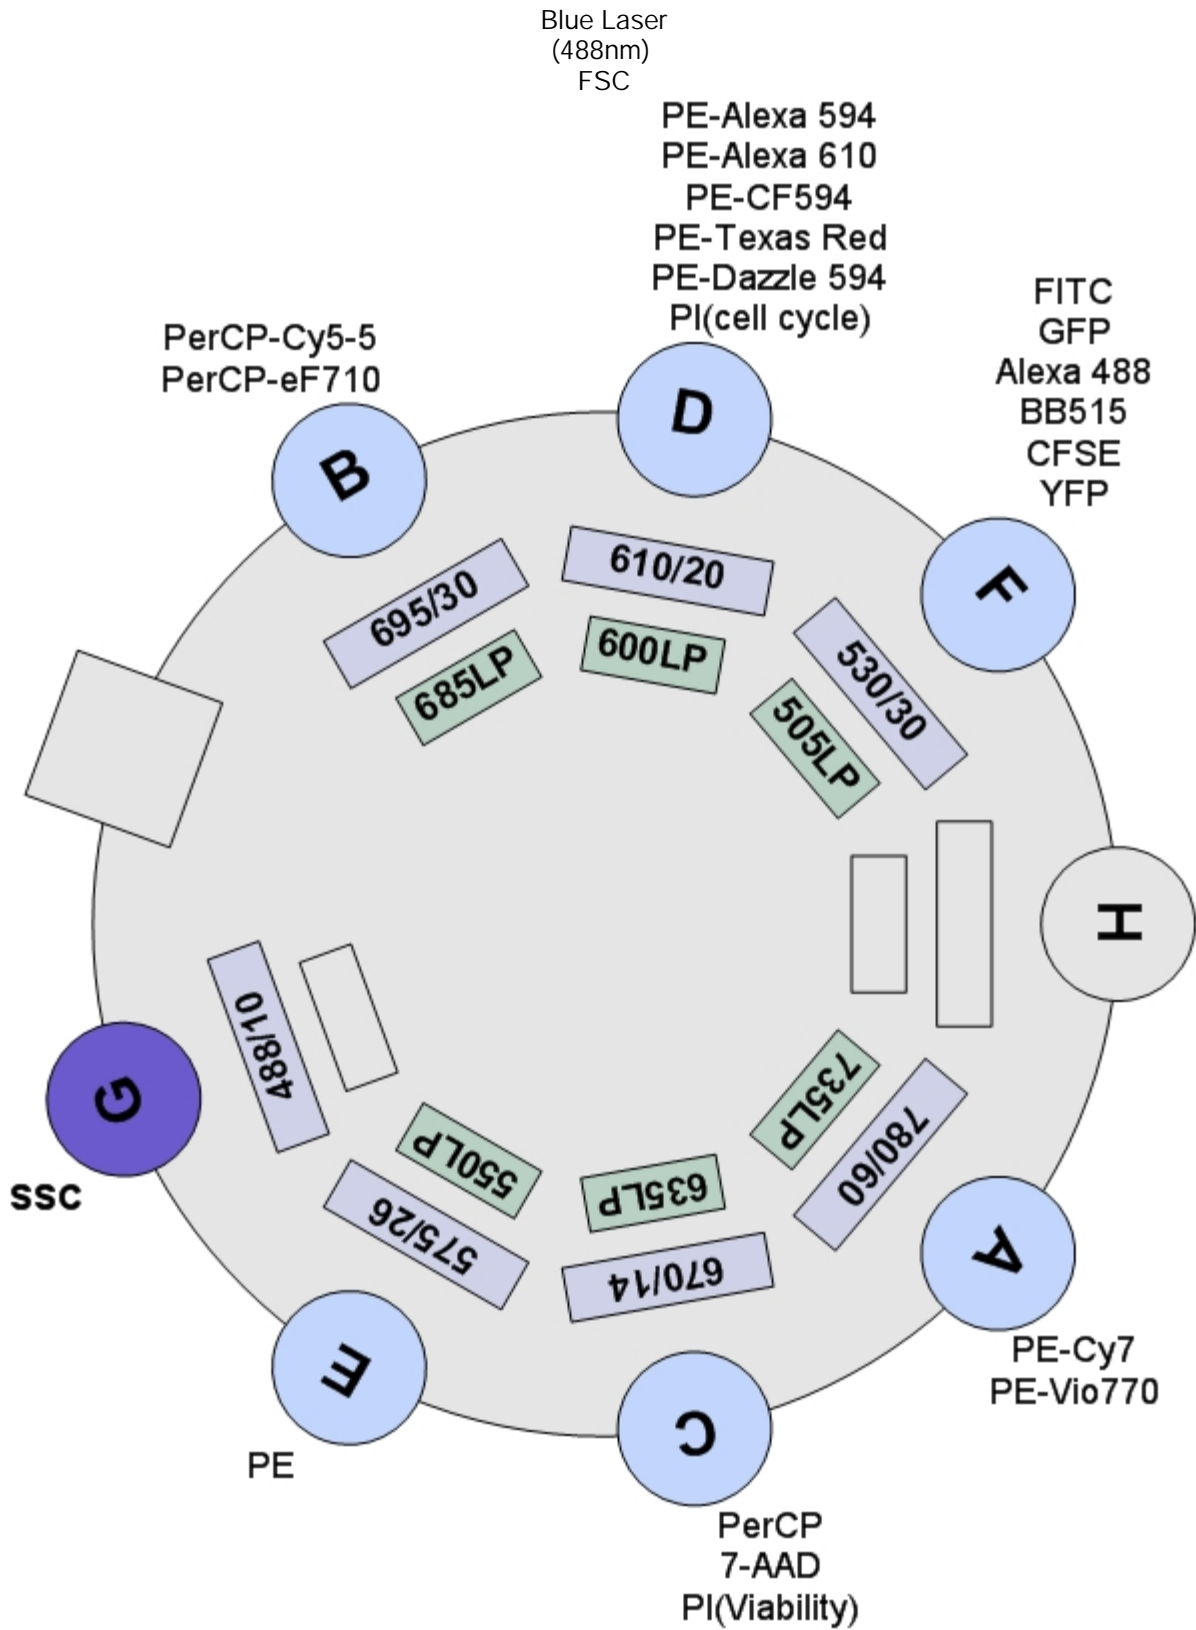 Blue Laser
(488nm)
FSC
PE-Alexa 594
PE-Alexa 610
PE-CF594
PE-Texas Red
PE-Dazzle 594
PI(cell cycle)
FITC
GFP
Alexa 488
BB515
CFSE
YFP
PerCP-Cy5-5
PerCP-eF710
B
D
F
695/30
610/20
530/30
685LP
600LP
505LP
H
488/10
G
SSC
735LP
780/60
550LP
635LP
575/26
670/14
A
PE-Cy7
PE-Vio770
E
PE
C
PerCP
7-AAD
PI(Viability)